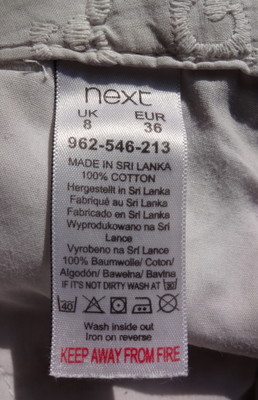 next
UK EUR
8 36
962-546-213
MADE IN SRI LANKA
100% COTTON
Hergestellt in Sri Lanka
Fabriqué au Sri Lanka
Fabricado en Sri Lanka
Wyprodukowano na Sri
Lance
Vyrobeno na Srí Lance
100% Baumwolle/ Coton/
Algodón/ Bawełna/ Bavlna
IF IT'S NOT DIRTY WASH AT 30
40
Wash inside out
Iron on reverse
KEEP AWAY FROM FIRE